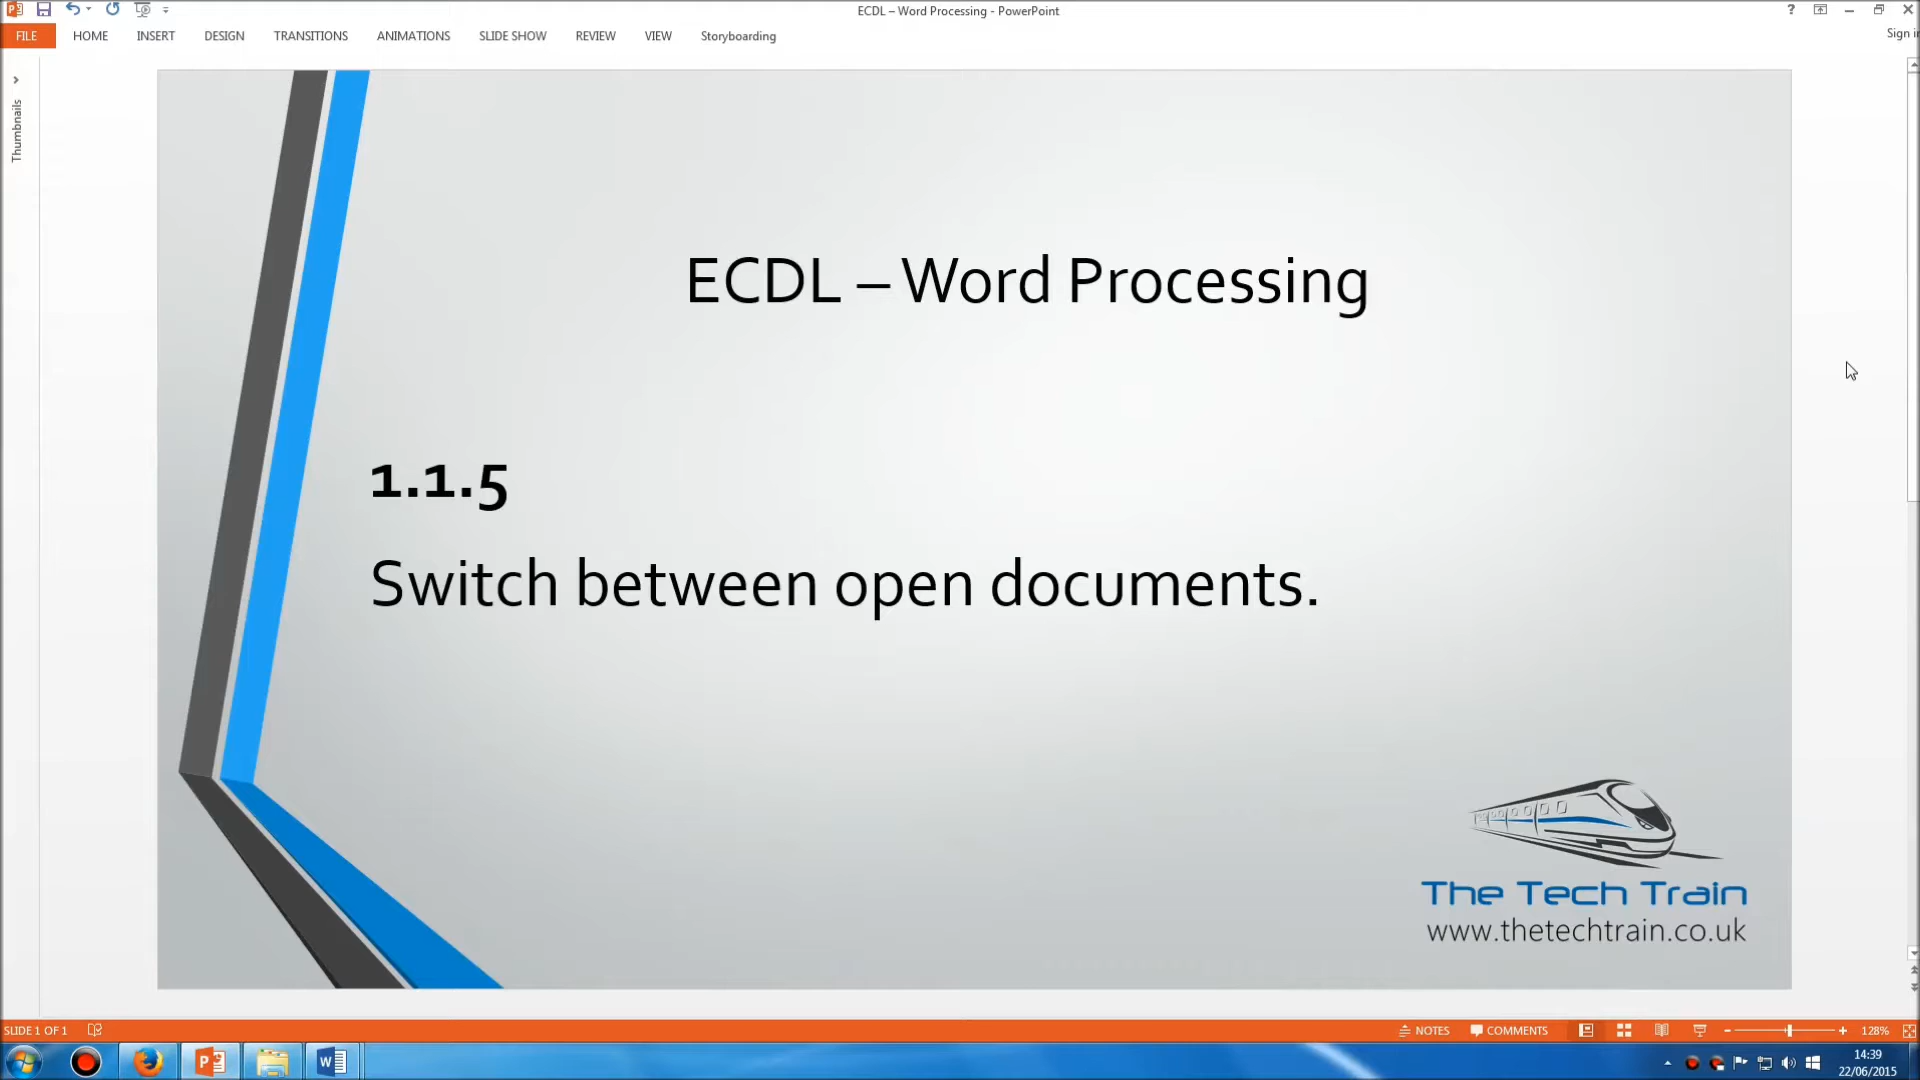 ECDL – Word Processing - PowerPoint
?
Sign in
FILE HOME INSERT DESIGN TRANSITIONS ANIMATIONS SLIDE SHOW REVIEW VIEW Storyboarding
Thumbnails
ECDL – Word Processing
1.1.5
Switch between open documents.
The Tech Train
www.thetechtrain.co.uk
SLIDE 1 OF 1 NOTES COMMENTS 128%
14:39
22/06/2015